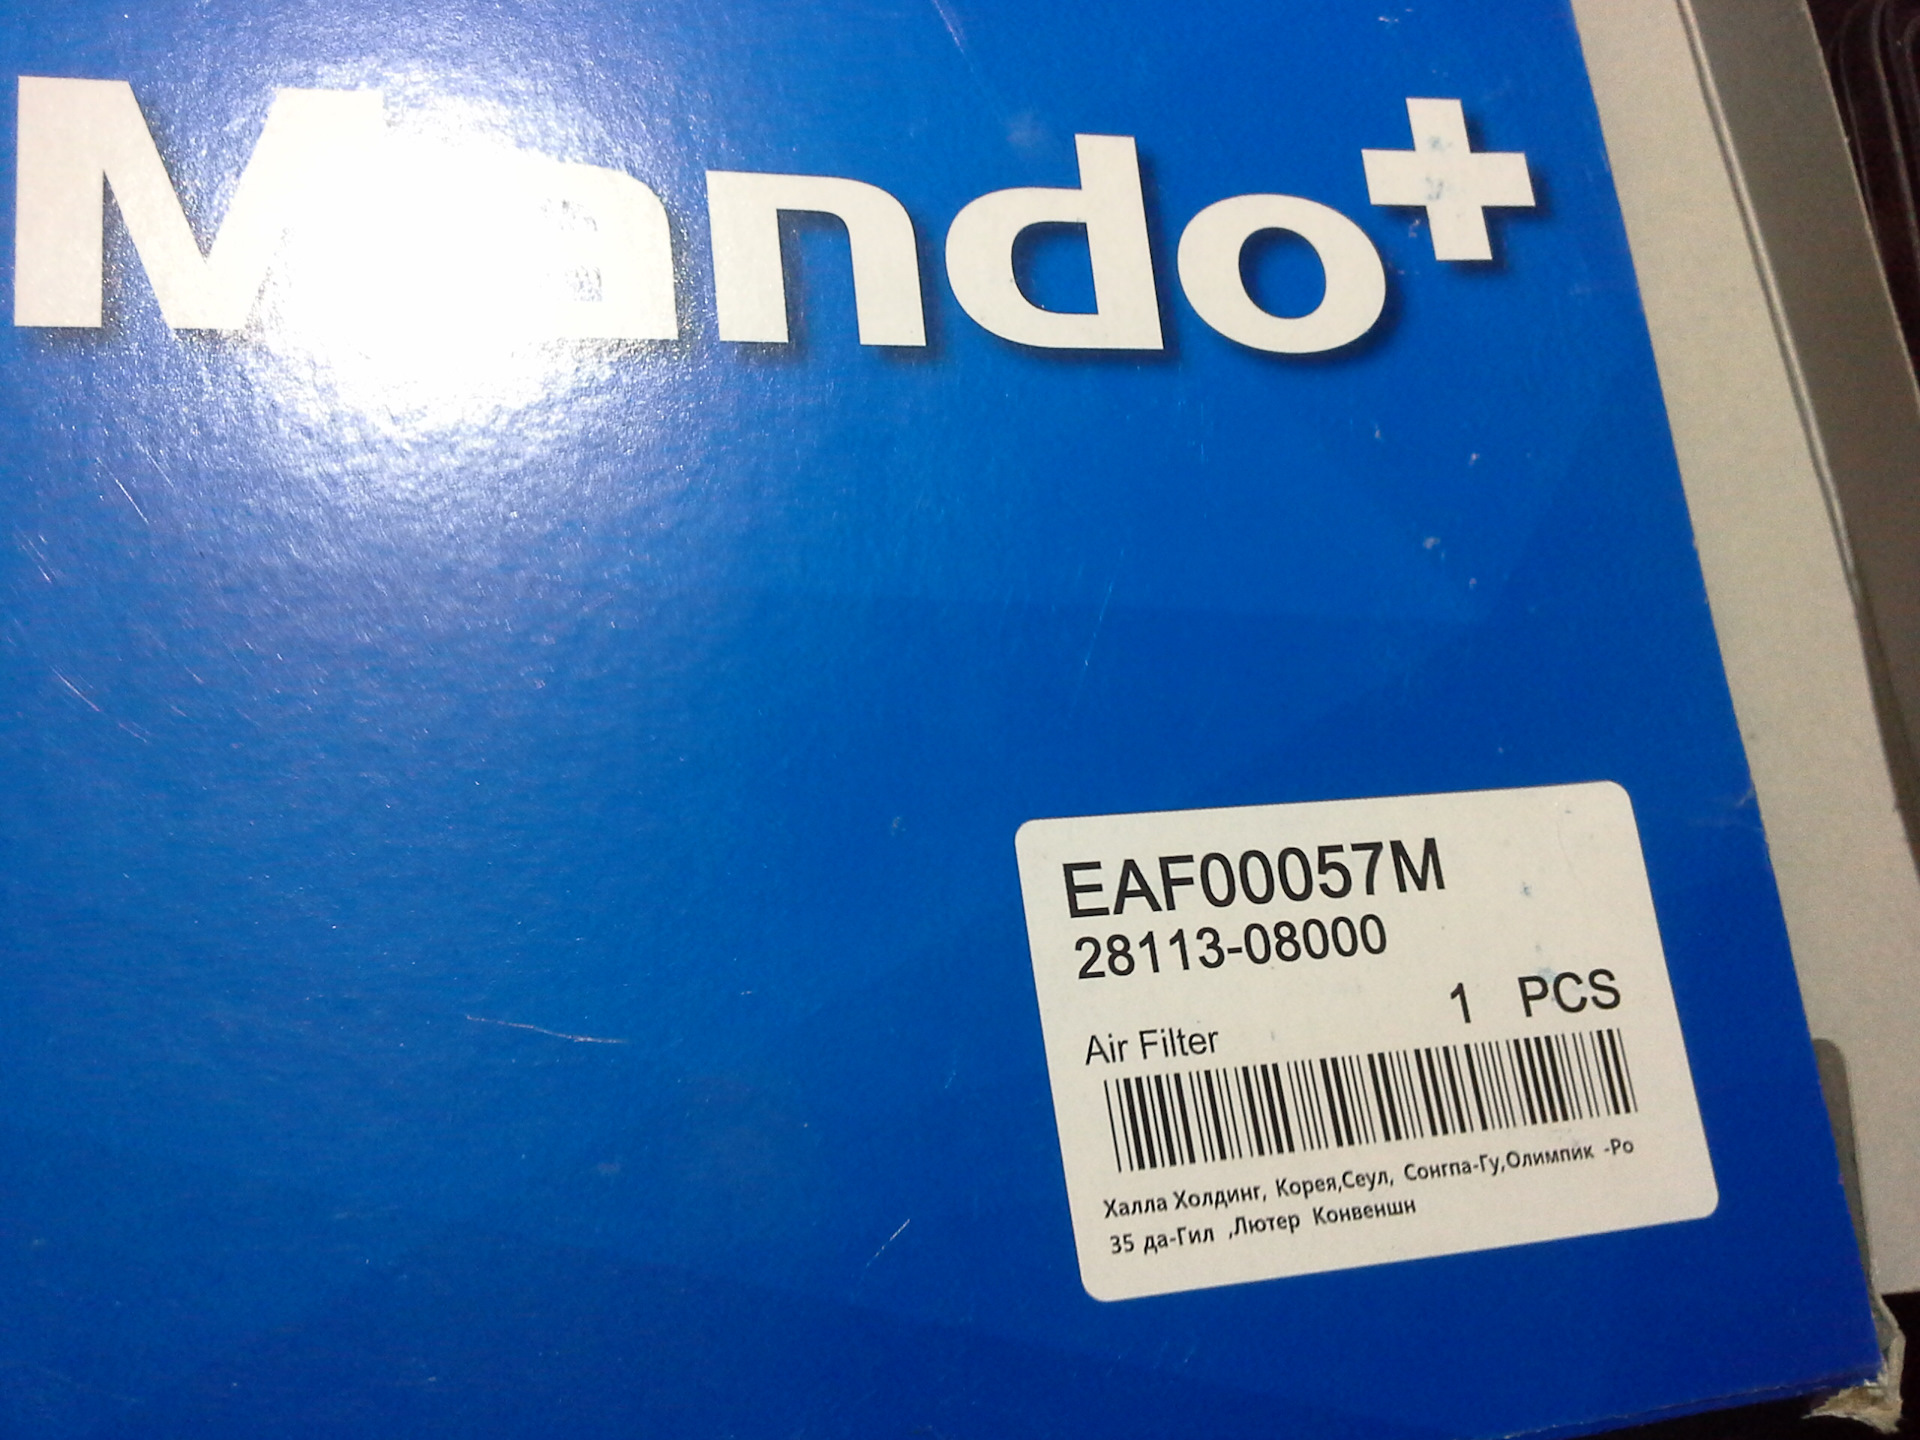 Mando+
EAF00057M
28113-08000
1 PCS
Air Filter
Халла Холдинг, Корея,Сеул, Сонгпа-Гу,Олимпик -Ро
35 да-Гил ,Лютер Конвеншн